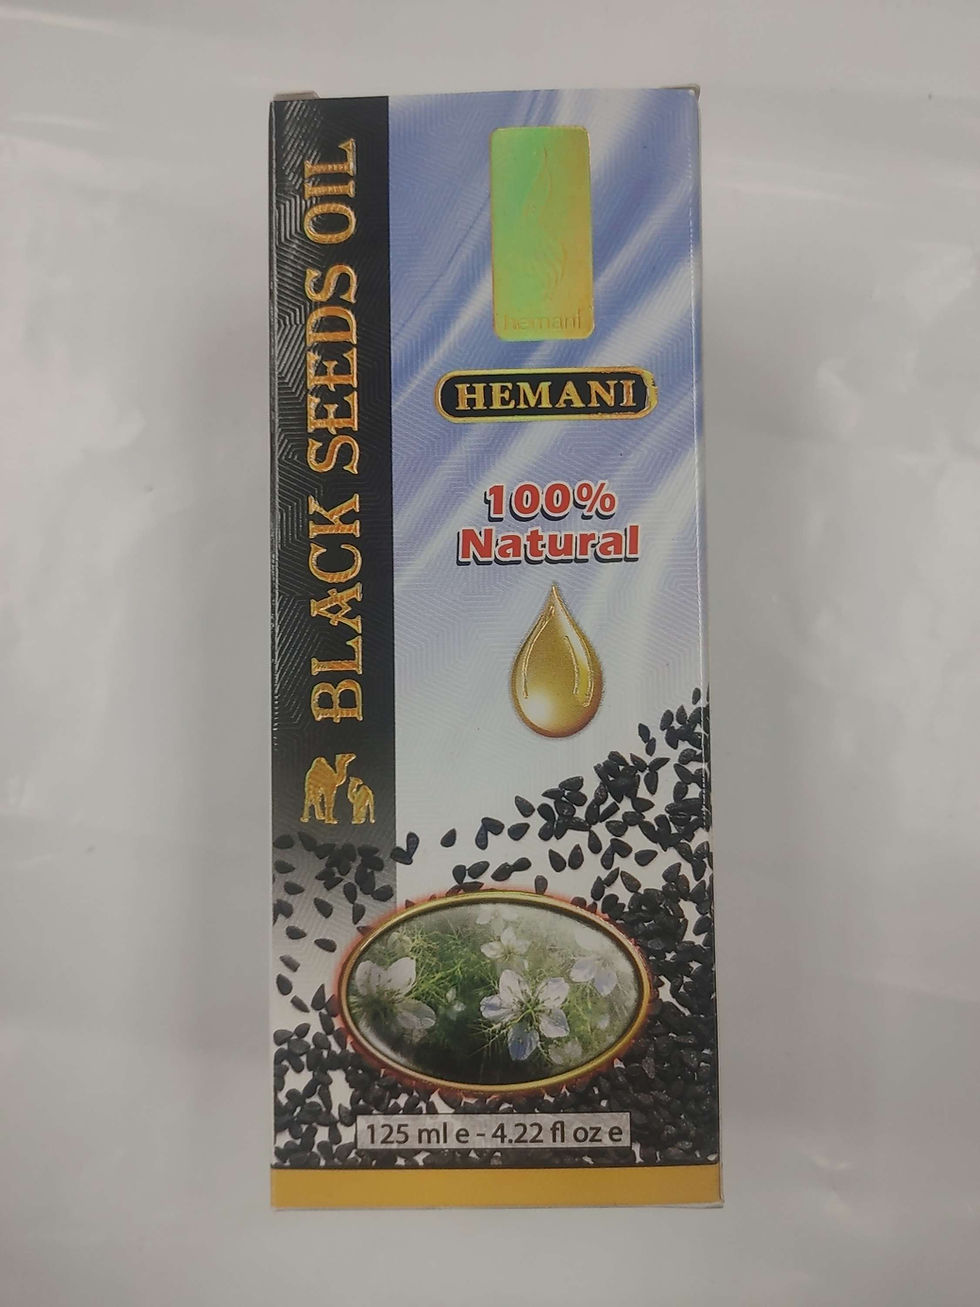 BLACK SEEDS OIL
hemani
HEMANI
100%
Natural
125 ml e - 4.22 fl oz e